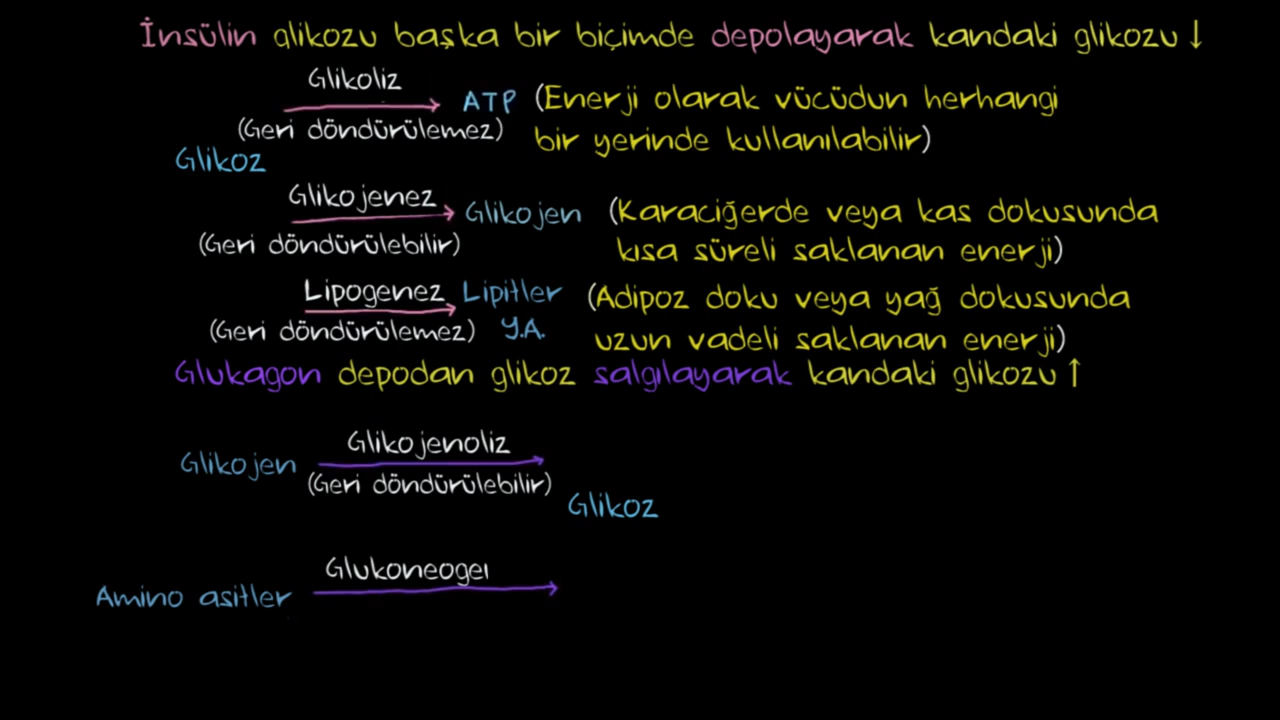 İnsülin glikozu başka bir biçimde depolayarak kandaki glikozu ↓
Glikoliz
ATP (Enerji olarak vücüdun herhangi
(Geri döndürülemez)
bir yerinde kullanılabilir)
Glikoz
Glikojenez
Glikojen (Karaciğerde veya kas dokusunda
(Geri döndürülebilir)
kısa süreli saklanan enerji)
Lipogenez
Lipitler (Adipoz doku veya yağ dokusunda
(Geri döndürülemez)
Y.A.
uzun vadeli saklanan enerji)
Glukagon depodan glikoz salgılayarak kandaki glikozu ↑
Glikojenoliz
Glikojen
(Geri döndürülebilir)
Glikoz
Glukoneoger
Amino asitler